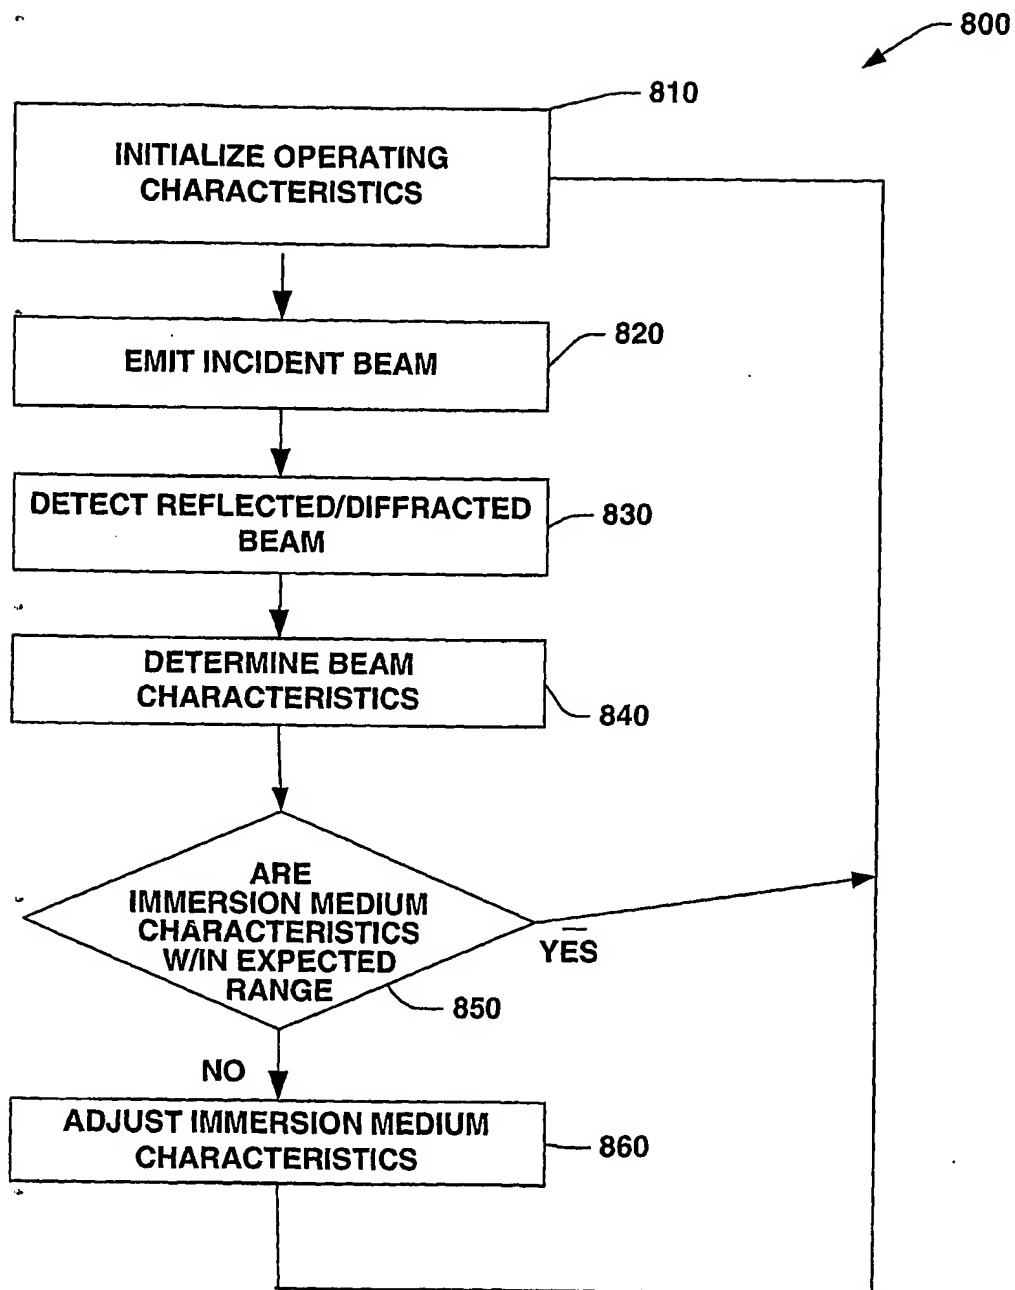 800
810
INITIALIZE OPERATING
CHARACTERISTICS
820
EMIT INCIDENT BEAM
DETECT REFLECTED/DIFFRACTED
BEAM
830
DETERMINE BEAM
CHARACTERISTICS
840
ARE
IMMERSION MEDIUM
CHARACTERISTICS
W/IN EXPECTED
RANGE
YES
850
NO
ADJUST IMMERSION MEDIUM
CHARACTERISTICS
860